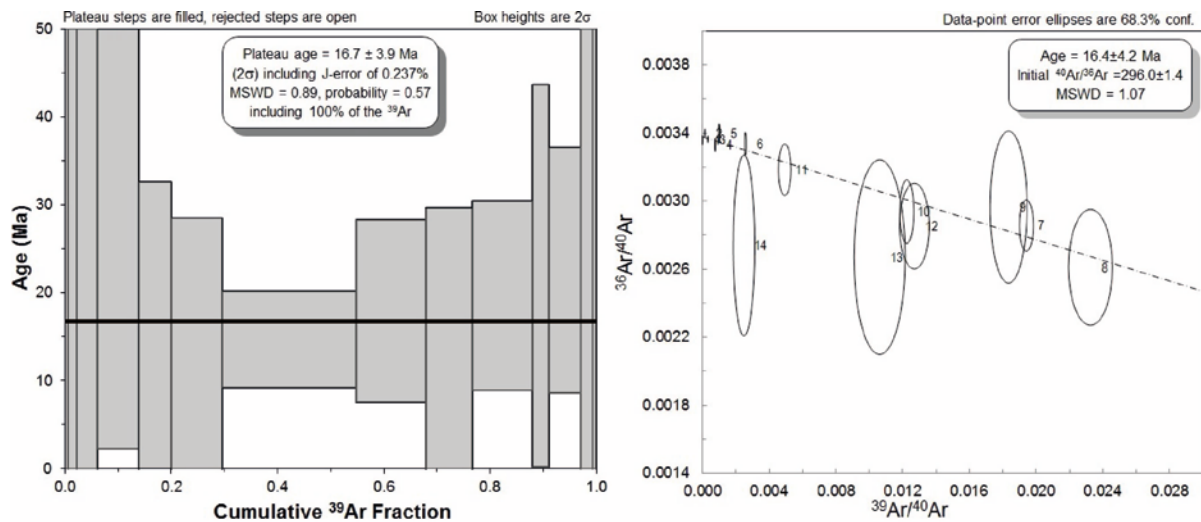 Plateau steps are filled, rejected steps are open
Box heights are 2σ
Plateau age = 16.7 ± 3.9 Ma
(2σ) including J-error of 0.237%
MSWD = 0.89, probability = 0.57
including 100% of the ³⁹Ar
50
40
30
20
10
0
Age (Ma)
0.0 0.2 0.4 0.6 0.8 1.0
Cumulative ³⁹Ar Fraction
Data-point error ellipses are 68.3% conf.
Age = 16.4±4.2 Ma
Initial ⁴⁰Ar/³⁶Ar =296.0±1.4
MSWD = 1.07
0.0038
0.0034
0.0030
0.0026
0.0022
0.0018
0.0014
³⁶Ar/⁴⁰Ar
5
6
11
14
13
10
12
9
7
8
0.000 0.004 0.008 0.012 0.016 0.020 0.024 0.028
³⁹Ar/⁴⁰Ar